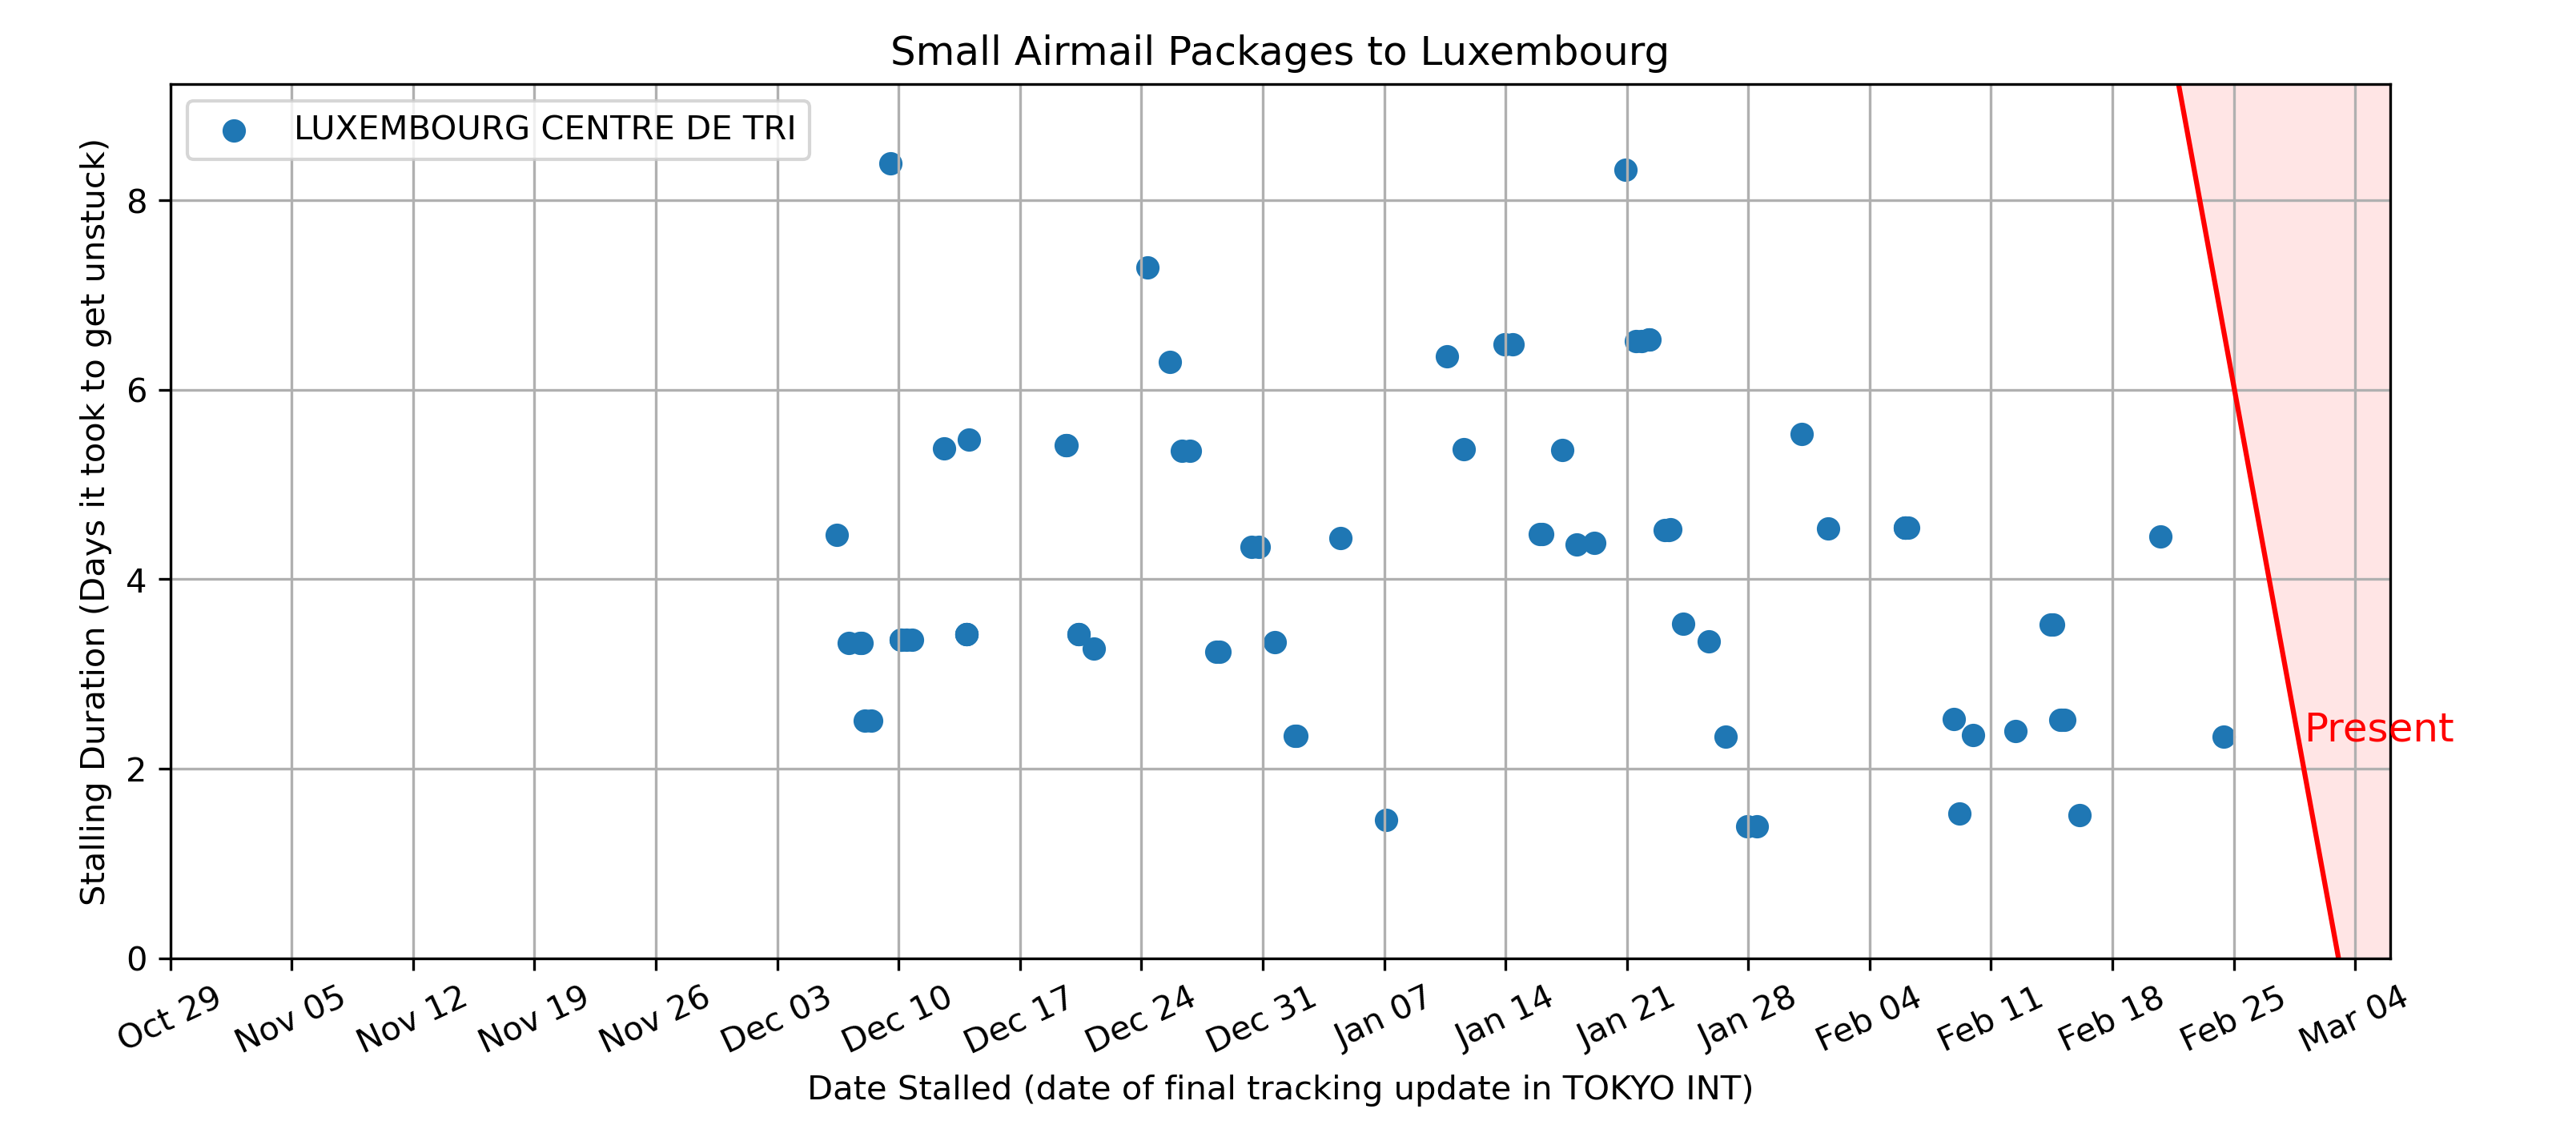 Small Airmail Packages to Luxembourg
LUXEMBOURG CENTRE DE TRI
Stalling Duration (Days it took to get unstuck)
8
6
4
2
0
Present
Oct 29
Nov 05
Nov 12
Nov 19
Nov 26
Dec 03
Dec 10
Dec 17
Dec 24
Dec 31
Jan 07
Jan 14
Jan 21
Jan 28
Feb 04
Feb 11
Feb 18
Feb 25
Mar 04
Date Stalled (date of final tracking update in TOKYO INT)